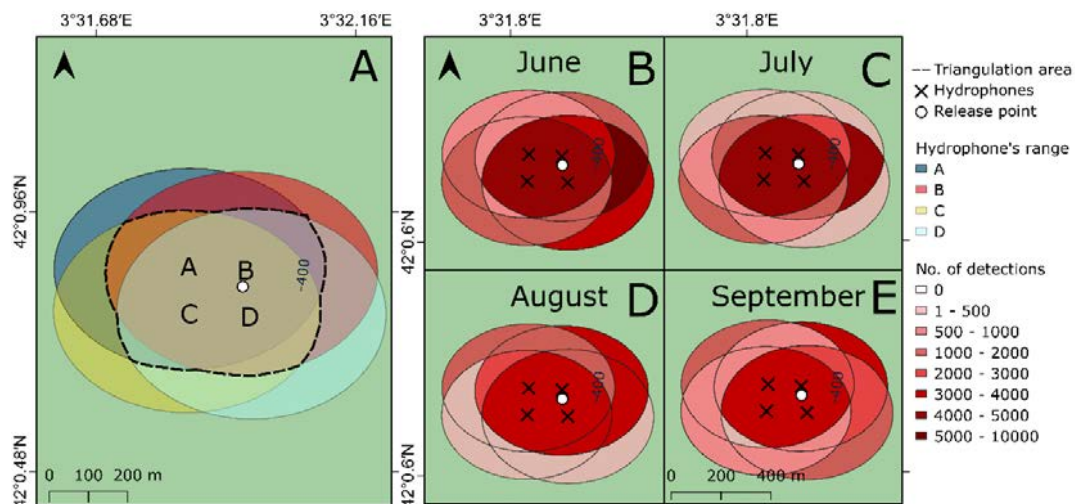 3°31.68'E
3°32.16'E
3°31.8'E
3°31.8'E
A
June
B
July
C
--- Triangulation area
Hydrophones
Release point
Hydrophone's range
A
B
C
D
42°0.96'N
42°0.6'N
-400
-400
-400
A
B
C
D
No. of detections
0
1 - 500
500 - 1000
1000 - 2000
2000 - 3000
3000 - 4000
4000 - 5000
5000 - 10000
August
D
September
E
-400
-400
42°0.48'N
42°0.6'N
0 100 200 m
0 200 400 m